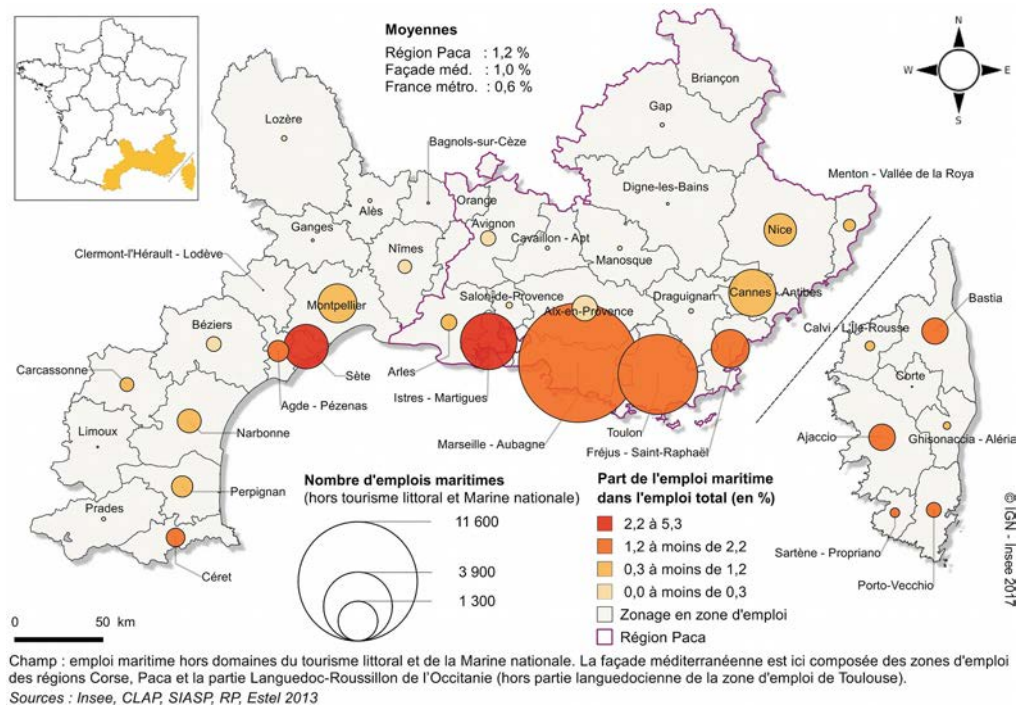 Moyennes
Région Paca : 1,2 %
Façade méd. : 1,0 %
France métro. : 0,6 %
N
W
E
S
Briançon
Gap
Lozère
Bagnols-sur-Cèze
Digne-les-Bains
Menton - Vallée de la Roya
Orange
Alès
Avignon
Ganges
Nice
Cavaillon - Apt
Nîmes
Clermont-l'Hérault - Lodève
Manosque
Cannes - Antibes
Salon-de-Provence
Draguignan
Montpellier
Aix-en-Provence
Bastia
Béziers
Calvi - L'Île-Rousse
Carcassonne
Sète
Arles
Corte
Agde - Pézenas
Istres - Martigues
Limoux
Narbonne
Toulon
Ajaccio
Ghisonaccia - Aléria
Marseille - Aubagne
Fréjus - Saint-Raphaël
Perpignan
Prades
Céret
Sartène - Propriano
Porto-Vecchio
Nombre d'emplois maritimes
(hors tourisme littoral et Marine nationale)
11 600
3 900
1 300
Part de l'emploi maritime
dans l'emploi total (en %)
2,2 à 5,3
1,2 à moins de 2,2
0,3 à moins de 1,2
0,0 à moins de 0,3
Zonage en zone d'emploi
Région Paca
0 50 km
© IGN - Insee 2017
Champ : emploi maritime hors domaines du tourisme littoral et de la Marine nationale. La façade méditerranéenne est ici composée des zones d'emploi
des régions Corse, Paca et la partie Languedoc-Roussillon de l'Occitanie (hors partie languedocienne de la zone d'emploi de Toulouse).
Sources : Insee, CLAP, SIASP, RP, Estel 2013